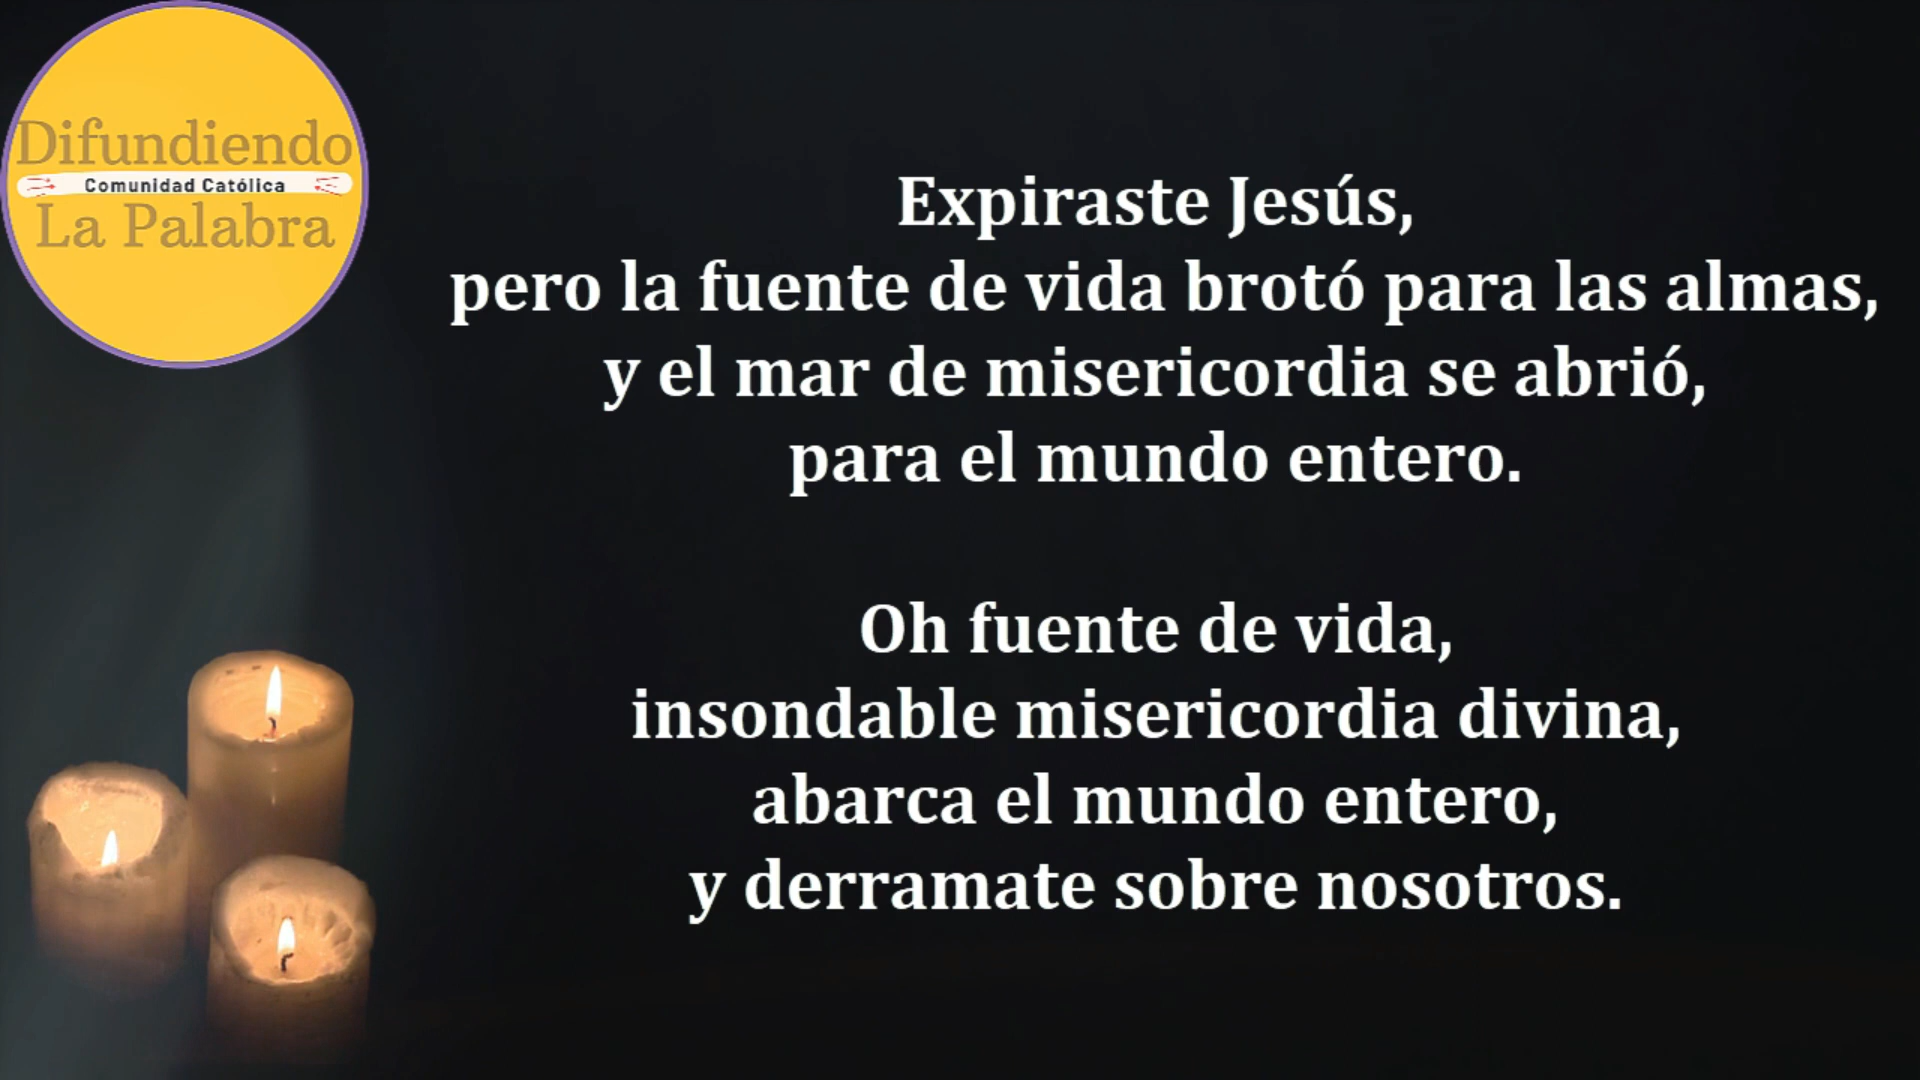 Difundiendo
Comunidad Católica
La Palabra
Expiraste Jesús,
pero la fuente de vida brotó para las almas,
y el mar de misericordia se abrió,
para el mundo entero.
Oh fuente de vida,
insondable misericordia divina,
abarca el mundo entero,
y derramate sobre nosotros.